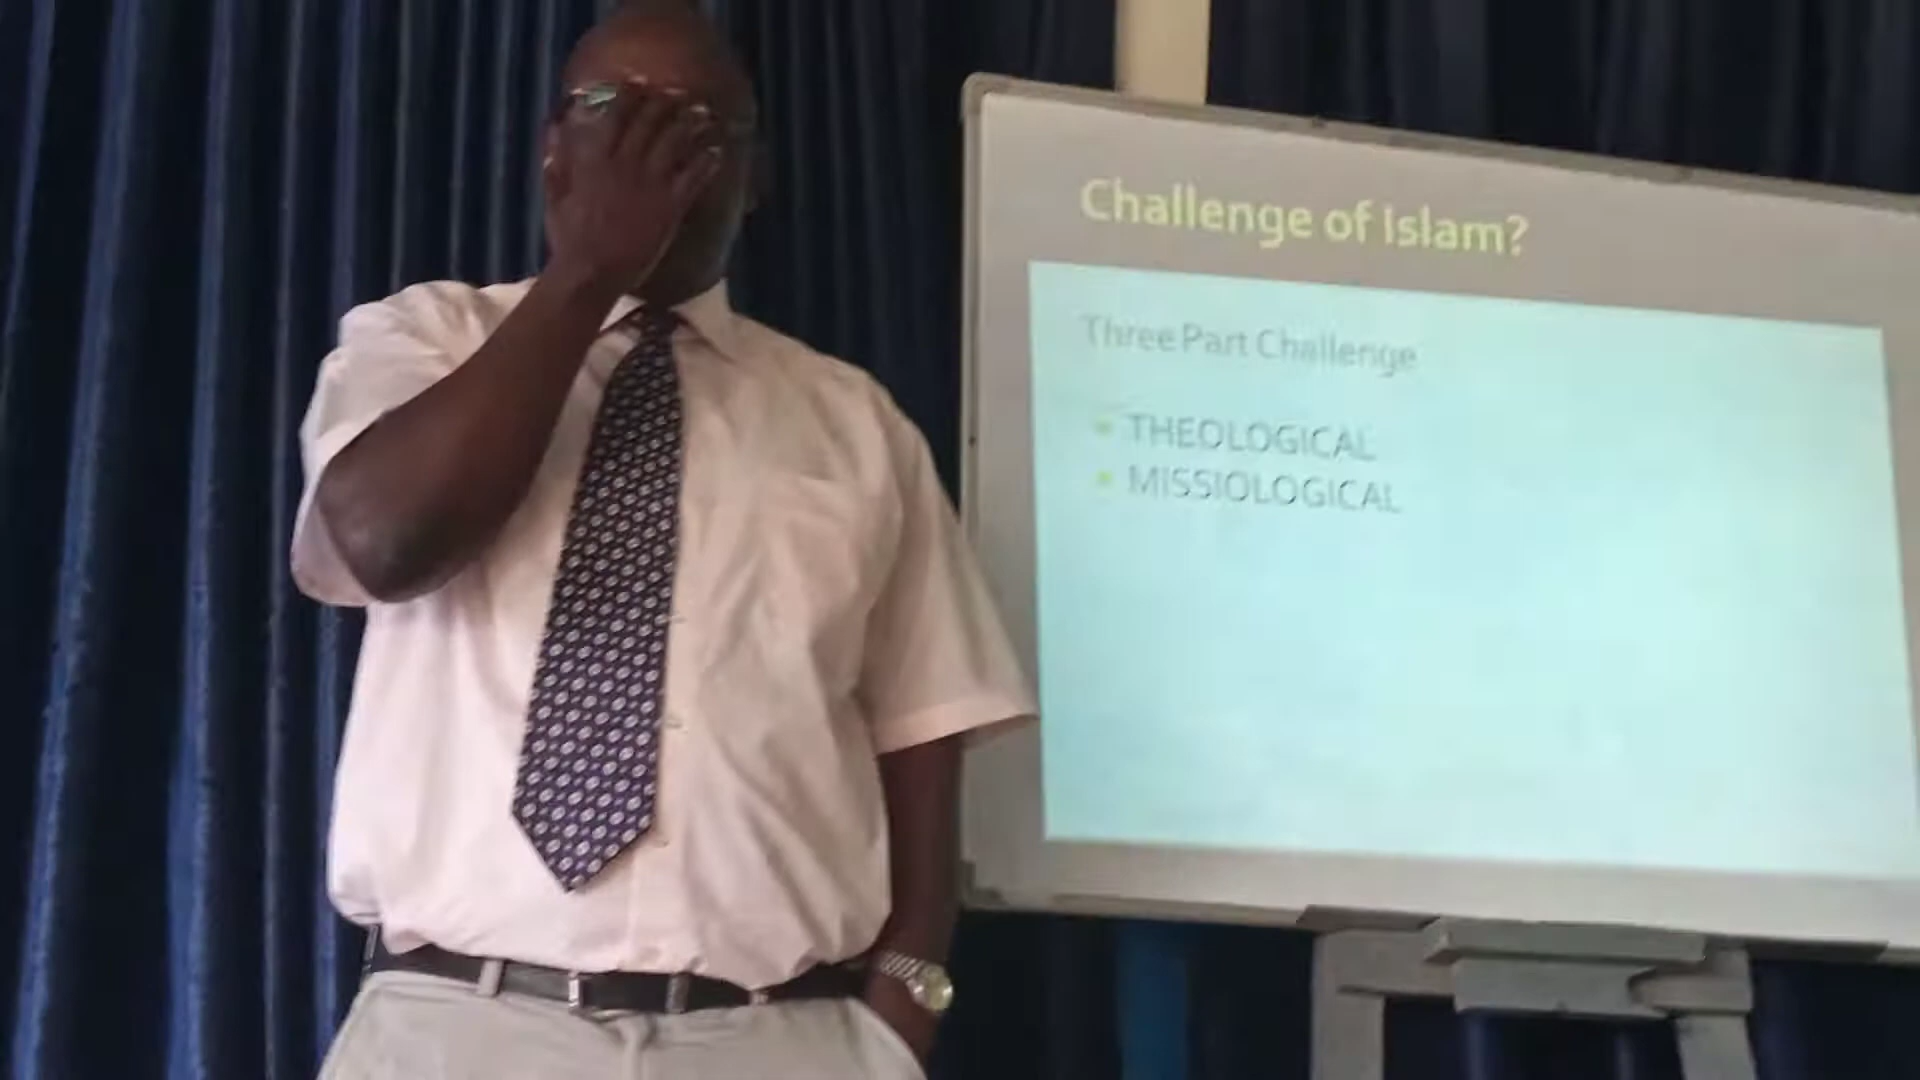 Challenge of Islam?
Three Part Challenge
THEOLOGICAL
MISSIOLOGICAL